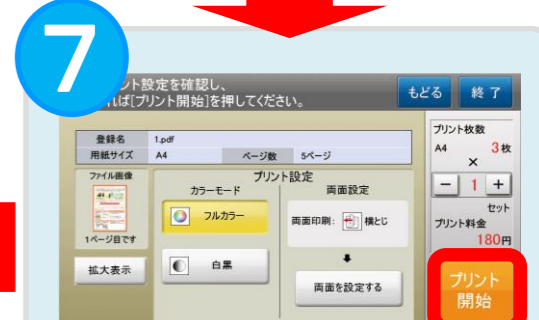 7
ント設定を確認し、
れば[プリント開始]を押してください。
もどる 終了
登録名 1.pdf
用紙サイズ A4 ページ数 5ページ
ファイル画像
1ページ目です
拡大表示
プリント設定
カラーモード
フルカラー
白黒
両面設定
両面印刷: 横とじ
両面を設定する
プリント枚数
A4 3枚
×
- 1 +
セット
プリント料金
180円
プリント
開始